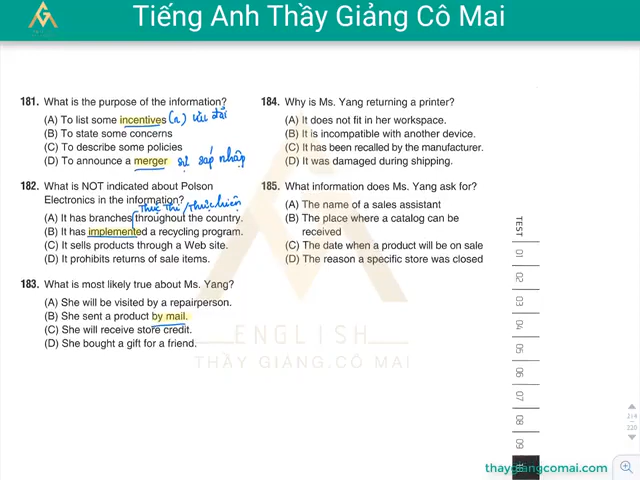 Tiếng Anh Thầy Giảng Cô Mai
181. What is the purpose of the information?
(A) To list some incentives (n) ưu đãi
(B) To state some concerns
(C) To describe some policies
(D) To announce a merger sự sáp nhập
182. What is NOT indicated about Polson
Electronics in the information?
thực thi / thực hiện
(A) It has branches throughout the country.
(B) It has implemented a recycling program.
(C) It sells products through a Web site.
(D) It prohibits returns of sale items.
183. What is most likely true about Ms. Yang?
(A) She will be visited by a repairperson.
(B) She sent a product by mail.
(C) She will receive store credit.
(D) She bought a gift for a friend.
184. Why is Ms. Yang returning a printer?
(A) It does not fit in her workspace.
(B) It is incompatible with another device.
(C) It has been recalled by the manufacturer.
(D) It was damaged during shipping.
185. What information does Ms. Yang ask for?
(A) The name of a sales assistant
(B) The place where a catalog can be
received
(C) The date when a product will be on sale
(D) The reason a specific store was closed
ENGLISH
THẦY GIẢNG.CÔ MAI
TEST
01
02
03
04
05
06
07
08
09
10
214
220
thaygiangcomai.com